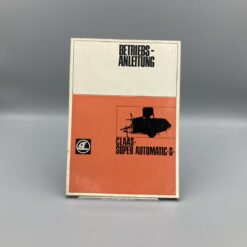 BETRIEBS-
ANLEITUNG
CLAAS-
SUPER AUTOMATIC-S-